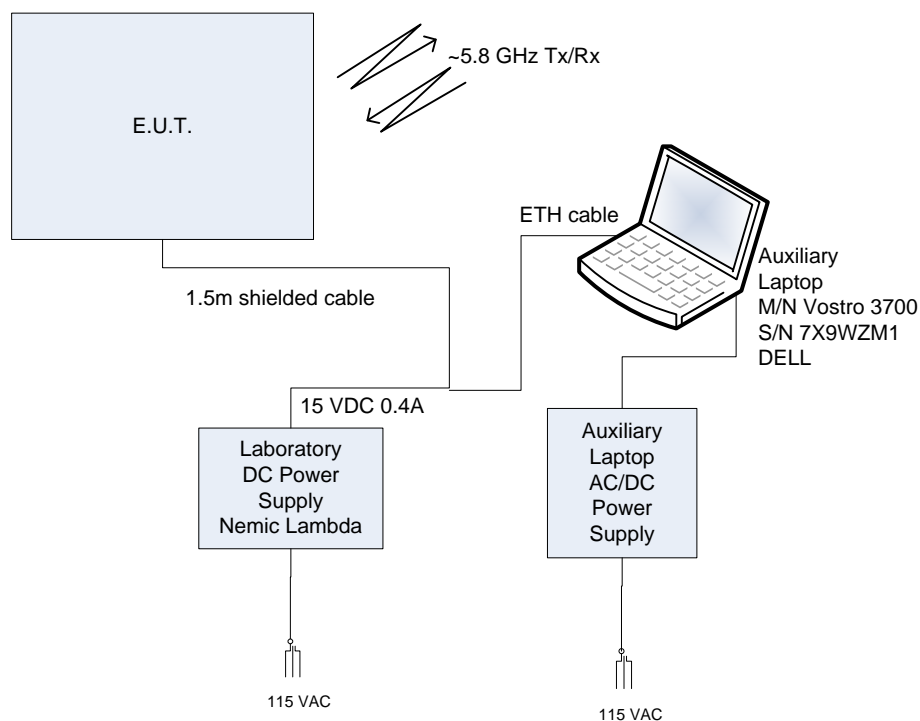 ~5.8 GHz Tx/Rx
E.U.T.
ETH cable
1.5m shielded cable
Auxiliary
Laptop
M/N Vostro 3700
S/N 7X9WZM1
DELL
15 VDC 0.4A
Laboratory
DC Power
Supply
Nemic Lambda
Auxiliary
Laptop
AC/DC
Power
Supply
115 VAC
115 VAC